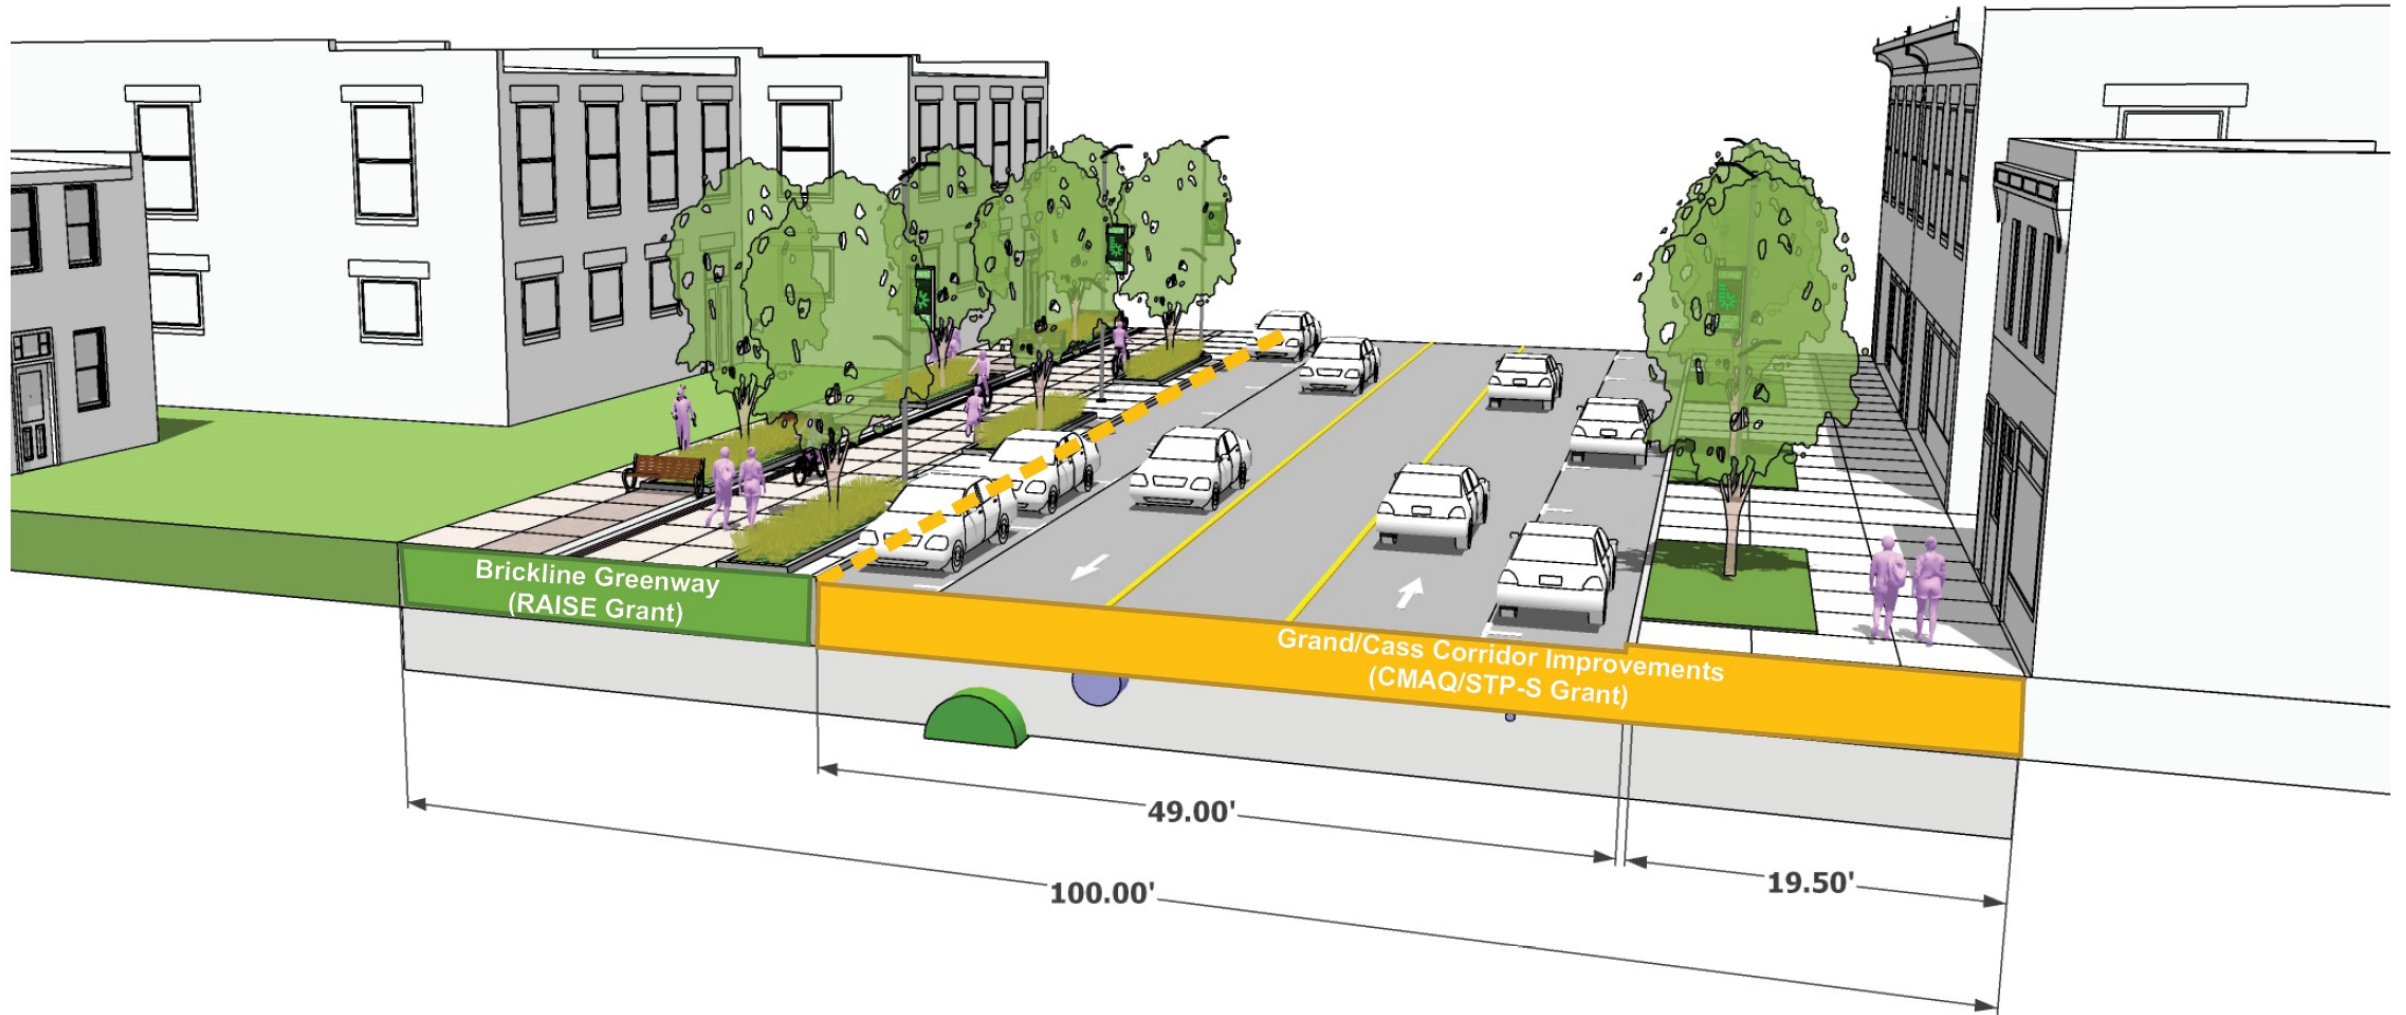 Brickline Greenway
(RAISE Grant)
Grand/Cass Corridor Improvements
(CMAQ/STP-S Grant)
49.00'
19.50'
100.00'